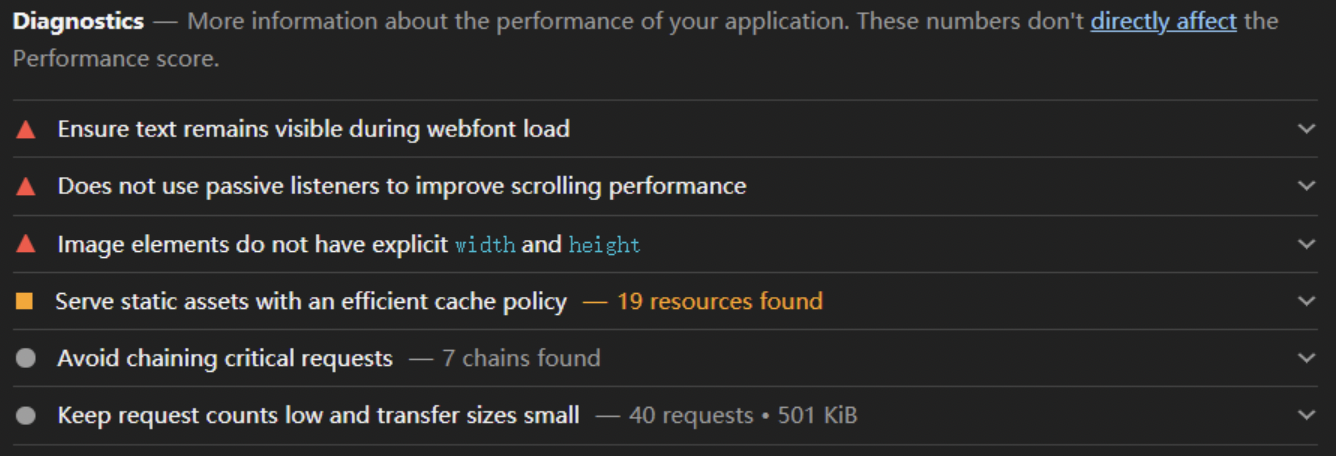 Diagnostics — More information about the performance of your application. These numbers don't directly affect the
Performance score.
Ensure text remains visible during webfont load
Does not use passive listeners to improve scrolling performance
Image elements do not have explicit width and height
Serve static assets with an efficient cache policy — 19 resources found
Avoid chaining critical requests — 7 chains found
Keep request counts low and transfer sizes small — 40 requests • 501 KiB